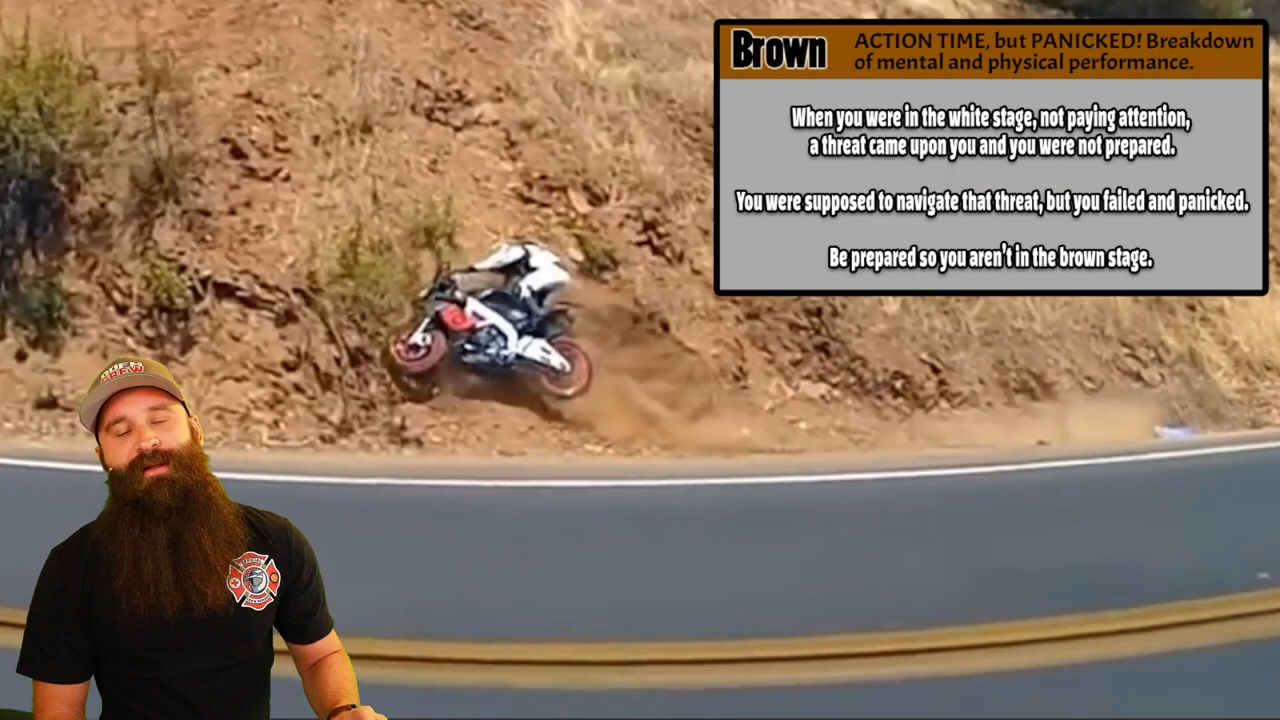 Brown
ACTION TIME, but PANICKED! Breakdown
of mental and physical performance.
When you were in the white stage, not paying attention,
a threat came upon you and you were not prepared.
You were supposed to navigate that threat, but you failed and panicked.
Be prepared so you aren't in the brown stage.
CREW